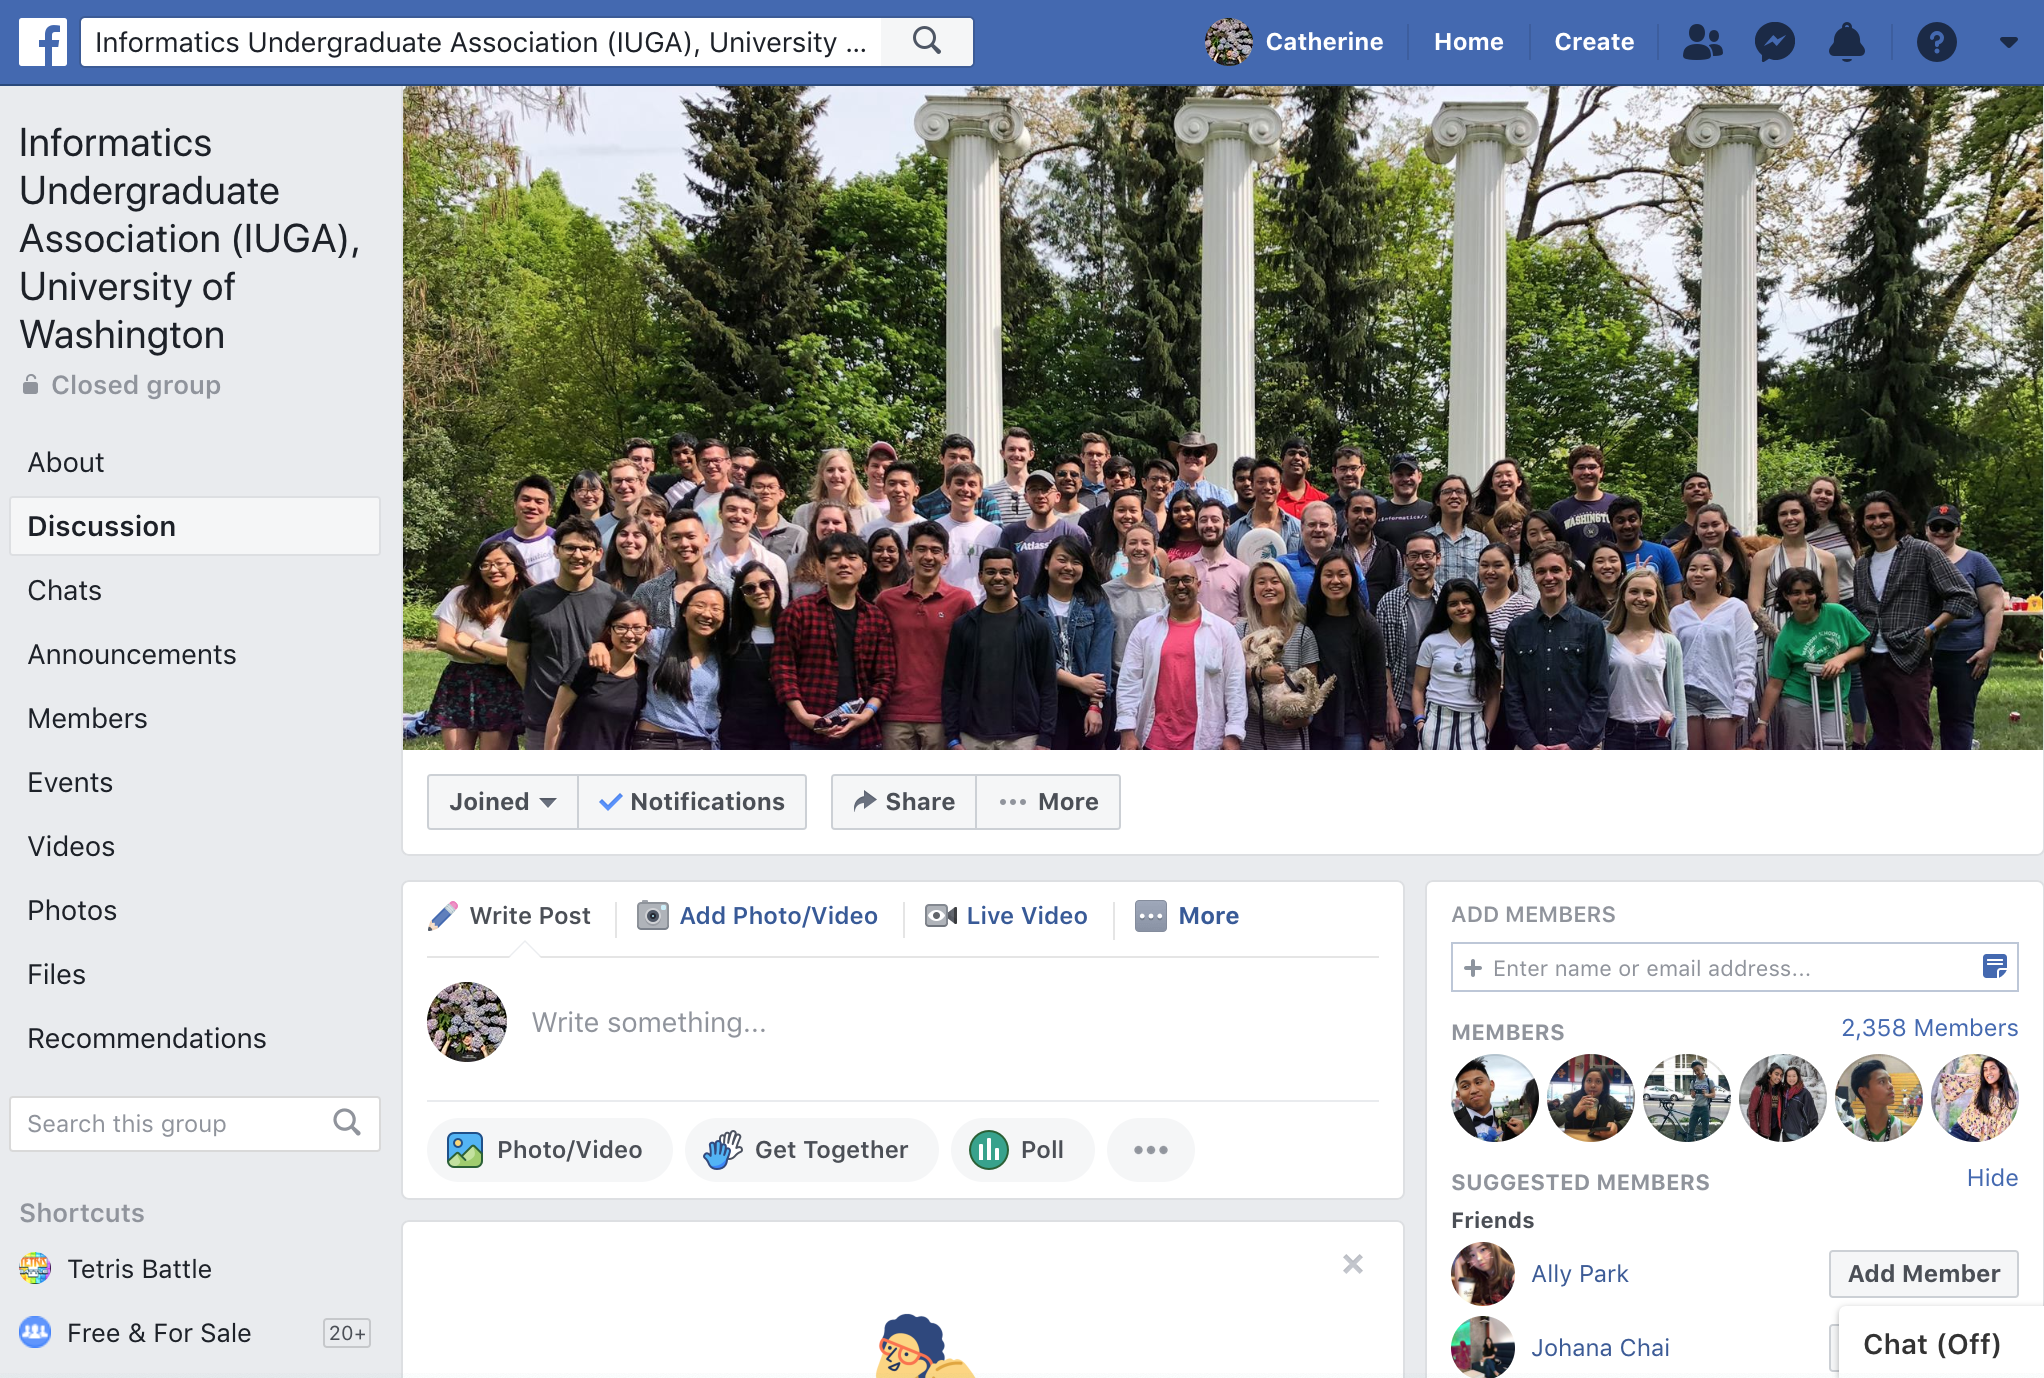 Informatics Undergraduate Association (IUGA), University ...
Catherine
Home
Create
Informatics
Undergraduate
Association (IUGA),
University of
Washington
Closed group
About
Discussion
Chats
Announcements
Members
Events
Videos
Photos
Files
Recommendations
Search this group
Shortcuts
Tetris Battle
Free & For Sale
20+
WASHINGT
Joined
Notifications
Share
More
Write Post
Add Photo/Video
Live Video
More
Write something...
Photo/Video
Get Together
Poll
ADD MEMBERS
Enter name or email address...
MEMBERS
2,358 Members
SUGGESTED MEMBERS
Hide
Friends
Ally Park
Add Member
Johana Chai
Chat (Off)